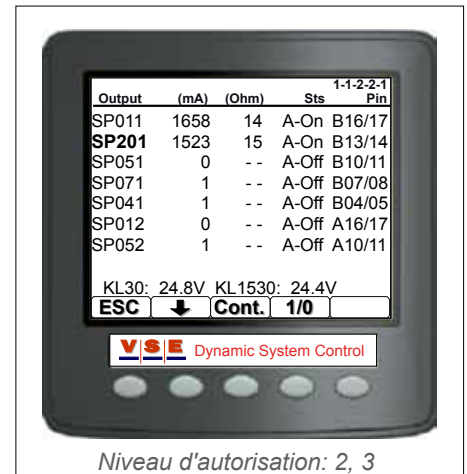 1-1-2-2-1
Output (mA) (Ohm) Sts Pin
SP011 1658 14 A-On B16/17
SP201 1523 15 A-On B13/14
SP051 0 - - A-Off B10/11
SP071 1 - - A-Off B07/08
SP041 1 - - A-Off B04/05
SP012 0 - - A-Off A16/17
SP052 1 - - A-Off A10/11
KL30: 24.8V KL1530: 24.4V
ESC Cont. 1/0
VSE Dynamic System Control
Niveau d'autorisation: 2, 3